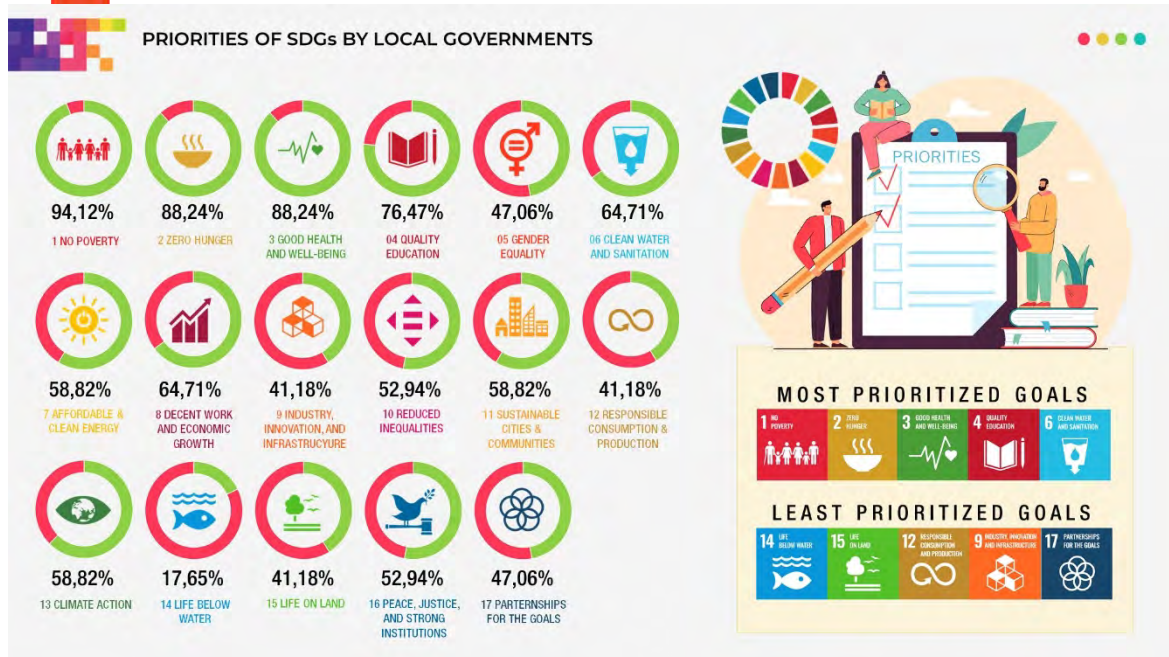 PRIORITIES OF SDGs BY LOCAL GOVERNMENTS
94,12%
1 NO POVERTY
88,24%
2 ZERO HUNGER
88,24%
3 GOOD HEALTH
AND WELL-BEING
76,47%
04 QUALITY
EDUCATION
47,06%
05 GENDER
EQUALITY
64,71%
06 CLEAN WATER
AND SANITATION
58,82%
7 AFFORDABLE &
CLEAN ENERGY
64,71%
8 DECENT WORK
AND ECONOMIC
GROWTH
41,18%
9 INDUSTRY,
INNOVATION, AND
INFRASTRUCYURE
52,94%
10 REDUCED
INEQUALITIES
58,82%
11 SUSTAINABLE
CITIES &
COMMUNITIES
41,18%
12 RESPONSIBLE
CONSUMPTION &
PRODUCTION
58,82%
13 CLIMATE ACTION
17,65%
14 LIFE BELOW
WATER
41,18%
15 LIFE ON LAND
52,94%
16 PEACE, JUSTICE,
AND STRONG
INSTITUTIONS
47,06%
17 PARTERNSHIPS
FOR THE GOALS
PRIORITIES
MOST PRIORITIZED GOALS
1 NO
POVERTY
2 ZERO
HUNGER
3 GOOD HEALTH
AND WELL-BEING
4 QUALITY
EDUCATION
6 CLEAN WATER
AND SANITATION
LEAST PRIORITIZED GOALS
14 LIFE
BELOW WATER
15 LIFE
ON LAND
12 RESPONSIBLE
CONSUMPTION
AND PRODUCTION
9 INDUSTRY, INNOVATION
AND INFRASTRUCTURE
17 PARTNERSHIPS
FOR THE GOALS